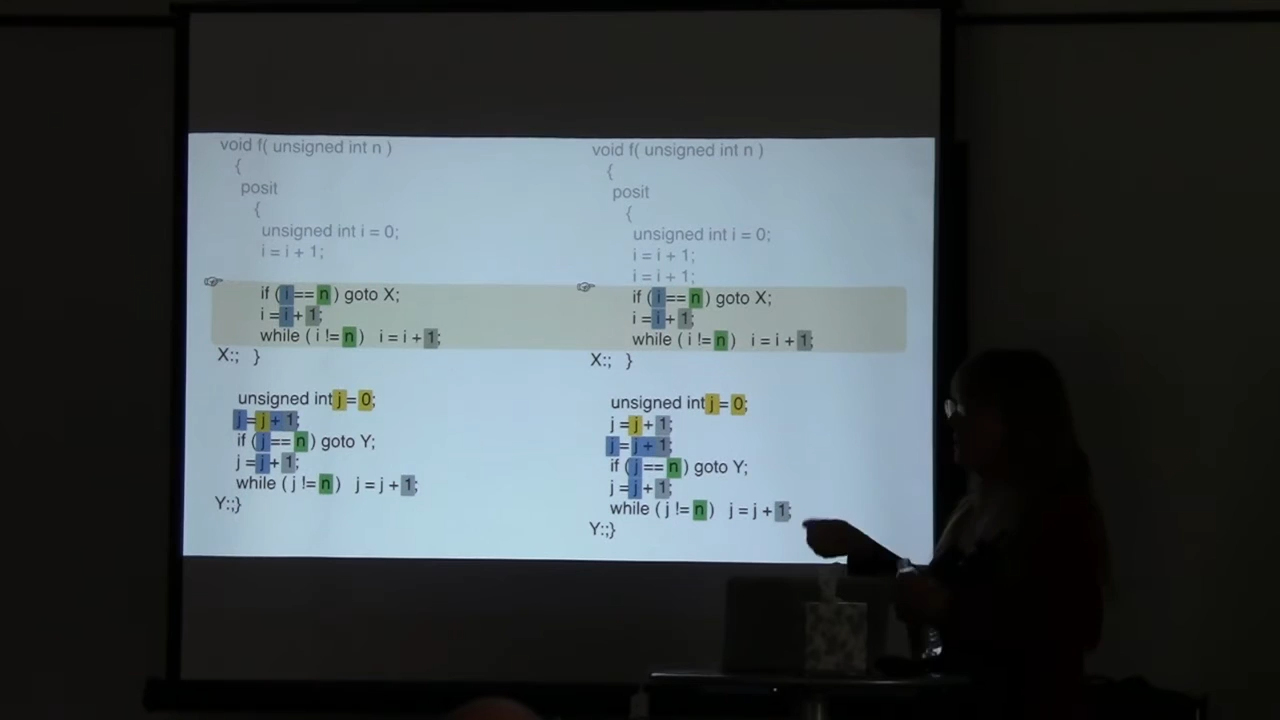 void f( unsigned int n )
{
posit
{
unsigned int i = 0;
i = i + 1;
if ( i == n ) goto X;
i = i + 1;
while ( i != n ) i = i + 1;
X:; }
unsigned int j = 0;
j = j + 1;
if ( j == n ) goto Y;
j = j + 1;
while ( j != n ) j = j + 1;
Y:;}
void f( unsigned int n )
{
posit
{
unsigned int i = 0;
i = i + 1;
i = i + 1;
if ( i == n ) goto X;
i = i + 1;
while ( i != n ) i = i + 1;
X:; }
unsigned int j = 0;
j = j + 1;
j = j + 1;
if ( j == n ) goto Y;
j = j + 1;
while ( j != n ) j = j + 1;
Y:;}